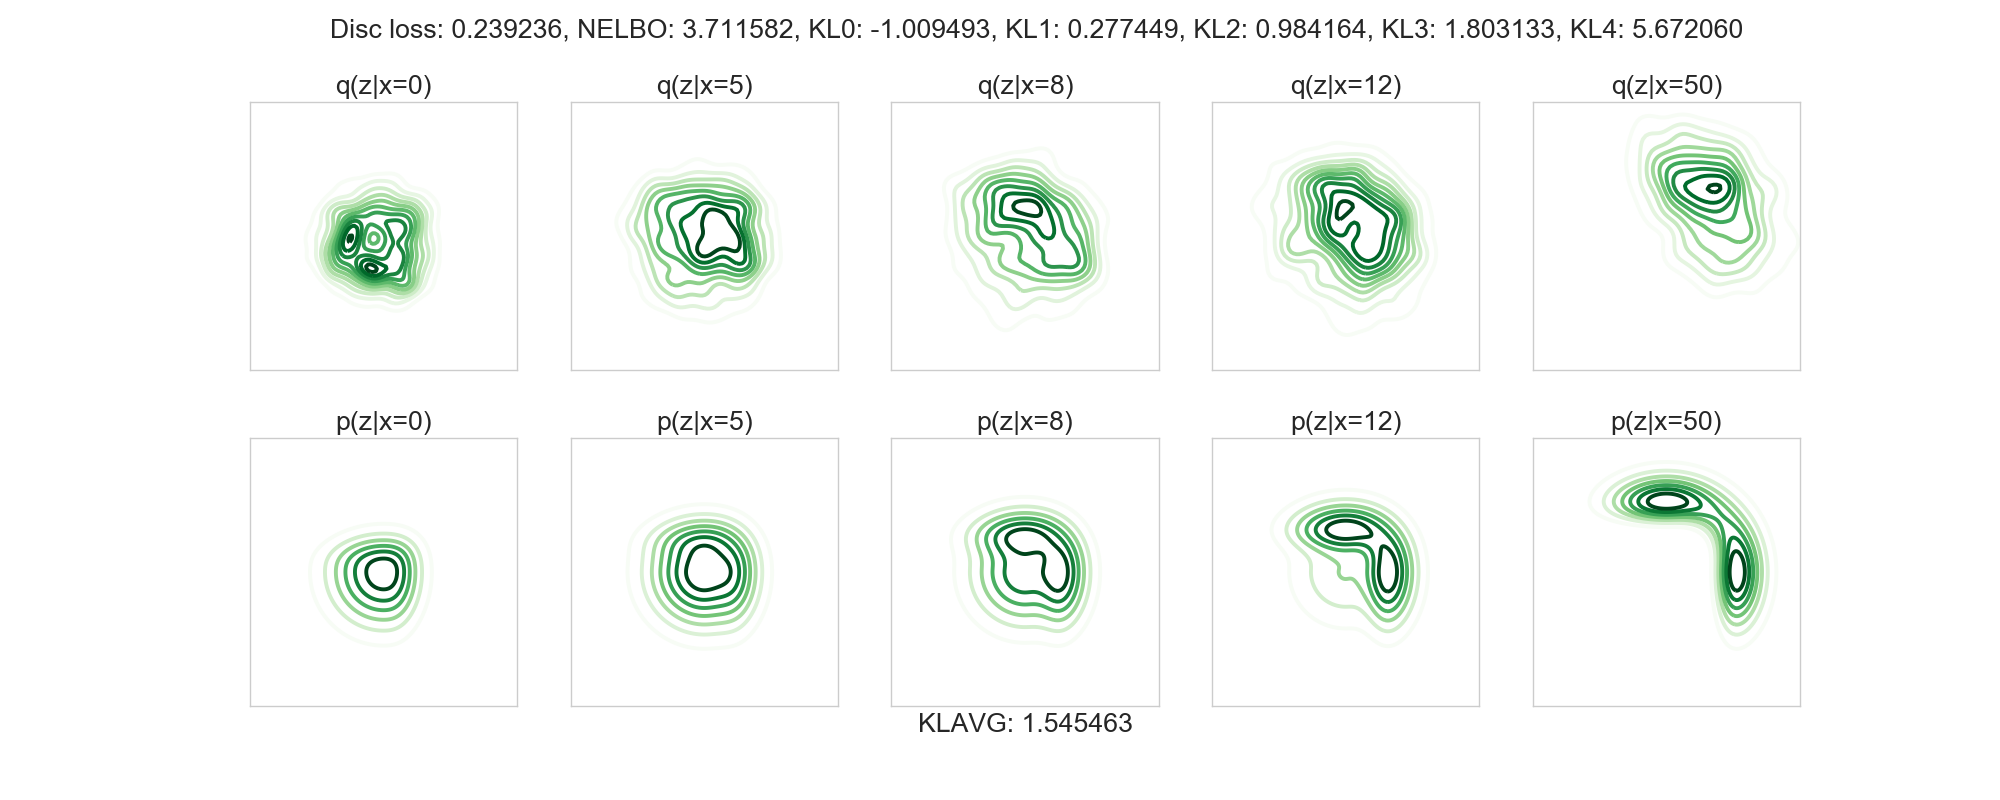 Disc loss: 0.239236, NELBO: 3.711582, KL0: -1.009493, KL1: 0.277449, KL2: 0.984164, KL3: 1.803133, KL4: 5.672060
q(z|x=0)
q(z|x=5)
q(z|x=8)
q(z|x=12)
q(z|x=50)
p(z|x=0)
p(z|x=5)
p(z|x=8)
p(z|x=12)
p(z|x=50)
KLAVG: 1.545463